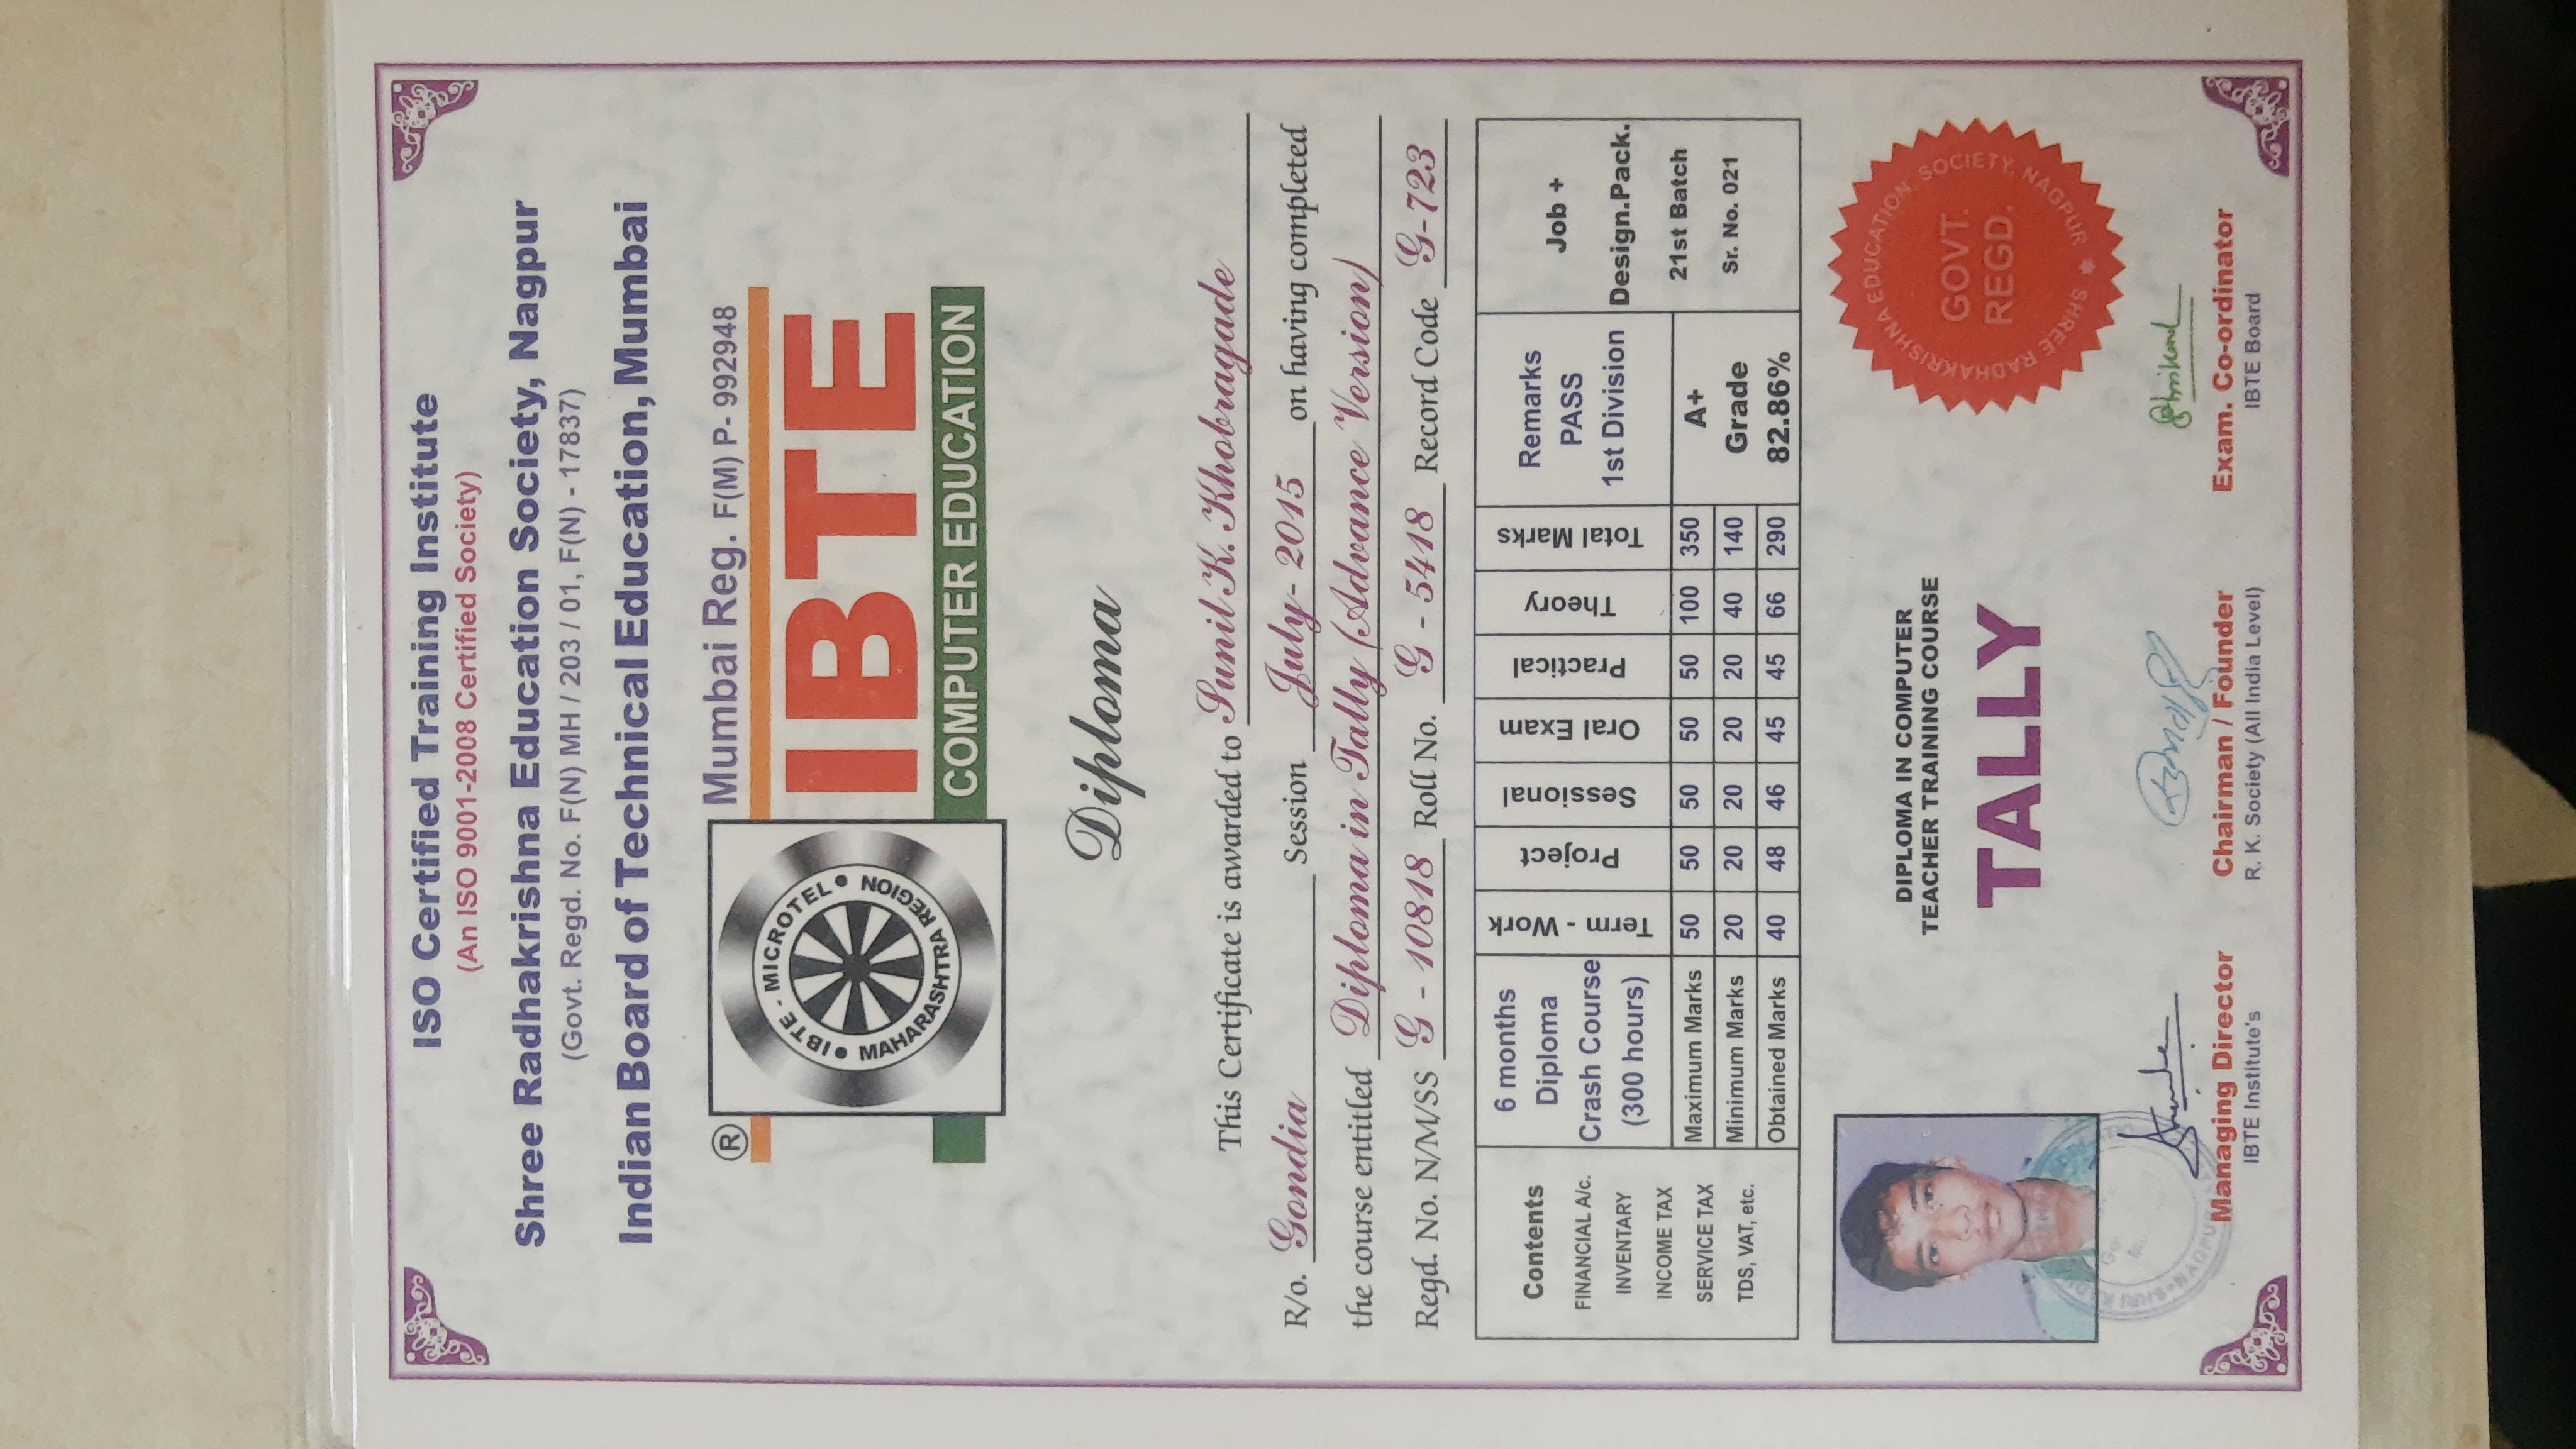 ISO Certified Training Institute
(An ISO 9001-2008 Certified Society)
Shree Radhakrishna Education Society, Nagpur
(Govt. Regd. No. F(N) MH / 203 / 01, F(N) - 17837)
Indian Board of Technical Education, Mumbai
® Mumbai Reg. F(M) P- 992948
IBTE - MICROTEL
MAHARASHTRA REGION
IBTE
COMPUTER EDUCATION
Diploma
This Certificate is awarded to Sunil K. Khobragade
R/o. Gondia Session July- 2015 on having completed
the course entitled Diploma in Tally (Advance Version)
Regd. No. N/M/SS G - 10818 Roll No. G - 5418 Record Code G-723
Contents
FINANCIAL A/c.
INVENTORY
INCOME TAX
SERVICE TAX
TDS, VAT, etc.
6 months
Diploma
Crash Course
(300 hours)
Term - Work
Project
Sessional
Oral Exam
Practical
Theory
Total Marks
Remarks
PASS
1st Division
Maximum Marks 50 50 50 50 50 100 350
Minimum Marks 20 20 20 20 20 40 140
Obtained Marks 40 48 46 45 45 66 290
A+
Grade
82.86%
Job +
Design.Pack.
21st Batch
Sr. No. 021
DIPLOMA IN COMPUTER
TEACHER TRAINING COURSE
TALLY
SHREE RADHAKRISHNA EDUCATION SOCIETY, NAGPUR
GOVT.
REGD.
Managing Director
IBTE Institute's
Chairman / Founder
R. K. Society (All India Level)
Exam. Co-ordinator
IBTE Board